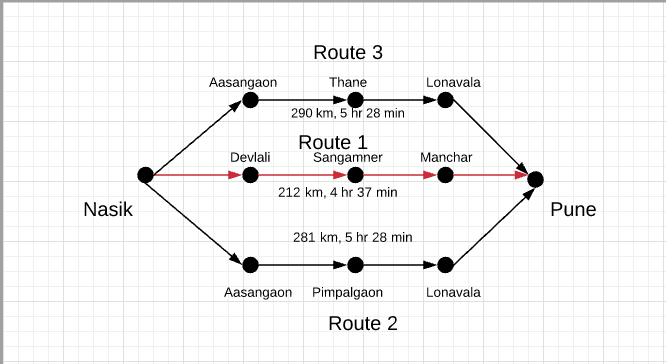 Route 3
Aasangaon Thane Lonavala
290 km, 5 hr 28 min
Route 1
Devlali Sangamner Manchar
212 km, 4 hr 37 min
Nasik Pune
281 km, 5 hr 28 min
Aasangaon Pimpalgaon Lonavala
Route 2